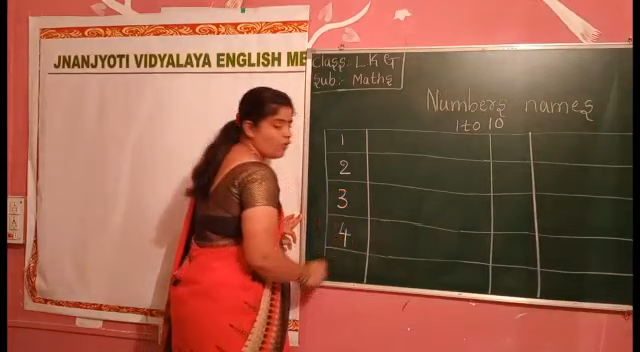 JNANJYOTI VIDYALAYA ENGLISH ME
Class:- LKG
Sub:- Maths
Numbers names
1 to 10
1
2
3
4